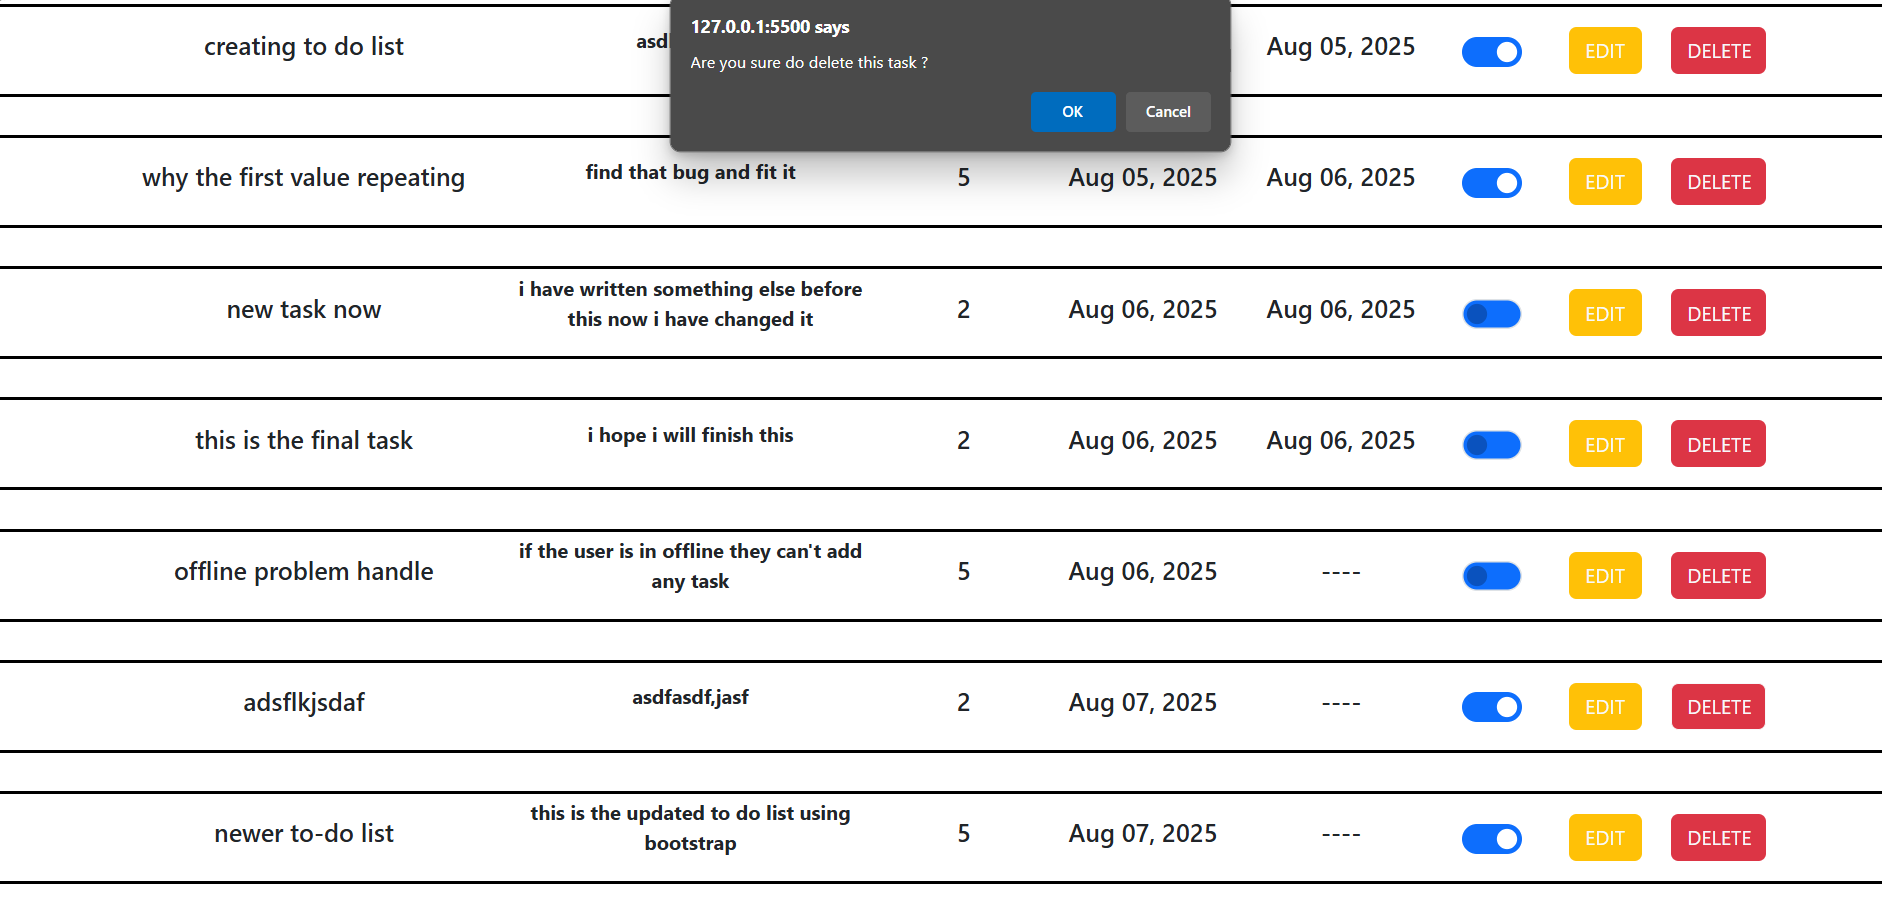 127.0.0.1:5500 says
Are you sure do delete this task ?
OK Cancel
creating to do list Aug 05, 2025 EDIT DELETE
why the first value repeating find that bug and fit it 5 Aug 05, 2025 Aug 06, 2025 EDIT DELETE
i have written something else before
new task now 2 Aug 06, 2025 Aug 06, 2025 EDIT DELETE
this now i have changed it
this is the final task i hope i will finish this 2 Aug 06, 2025 Aug 06, 2025 EDIT DELETE
if the user is in offline they can't add
offline problem handle 5 Aug 06, 2025 ---- EDIT DELETE
any task
adsflkjsdaf asdfasdf,jasf 2 Aug 07, 2025 ---- EDIT DELETE
this is the updated to do list using
newer to-do list 5 Aug 07, 2025 ---- EDIT DELETE
bootstrap